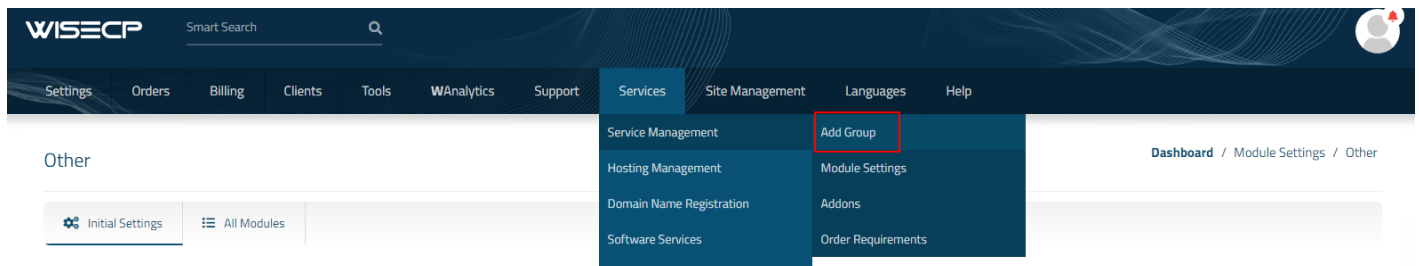 WISECP Smart Search
Settings Orders Billing Clients Tools WAnalytics Support Services Site Management Languages Help
Service Management Add Group
Other Dashboard / Module Settings / Other
Hosting Management Module Settings
Domain Name Registration Addons
Initial Settings All Modules
Software Services Order Requirements